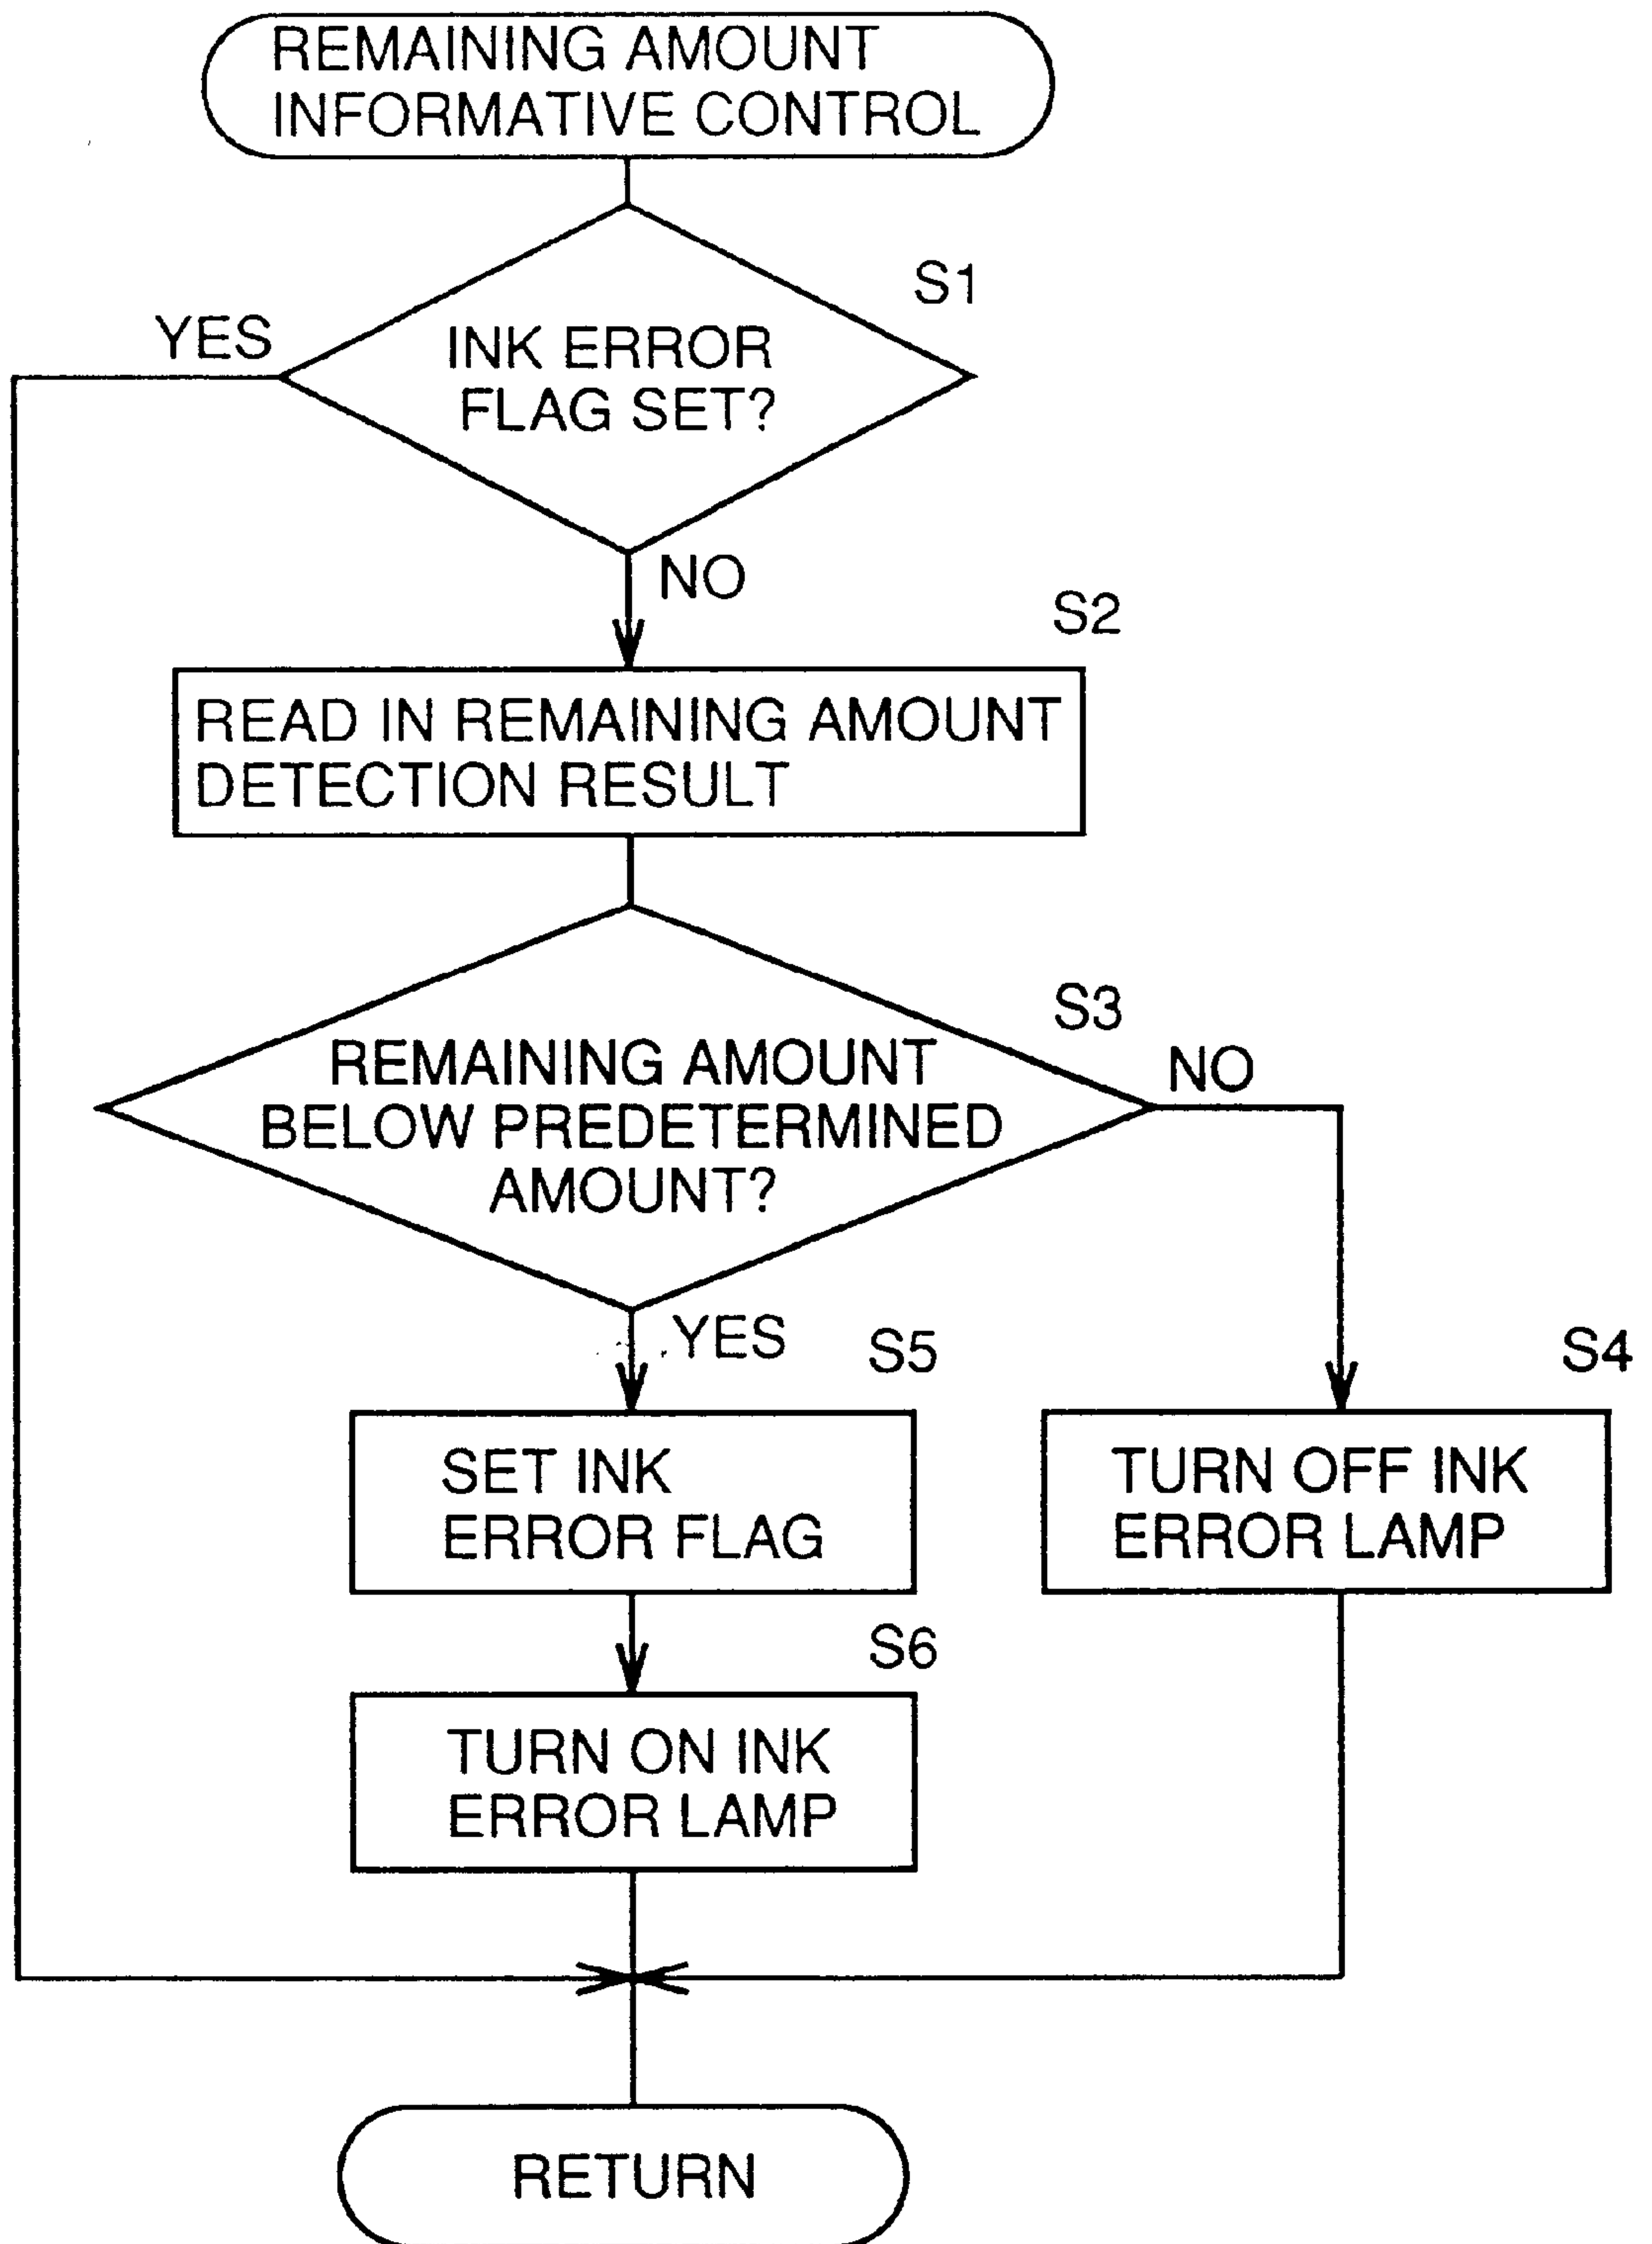 REMAINING AMOUNT
INFORMATIVE CONTROL
S1
YES
INK ERROR
FLAG SET?
NO
S2
READ IN REMAINING AMOUNT
DETECTION RESULT
S3
REMAINING AMOUNT
BELOW PREDETERMINED
AMOUNT?
NO
YES
S5
S4
SET INK
ERROR FLAG
TURN OFF INK
ERROR LAMP
S6
TURN ON INK
ERROR LAMP
RETURN